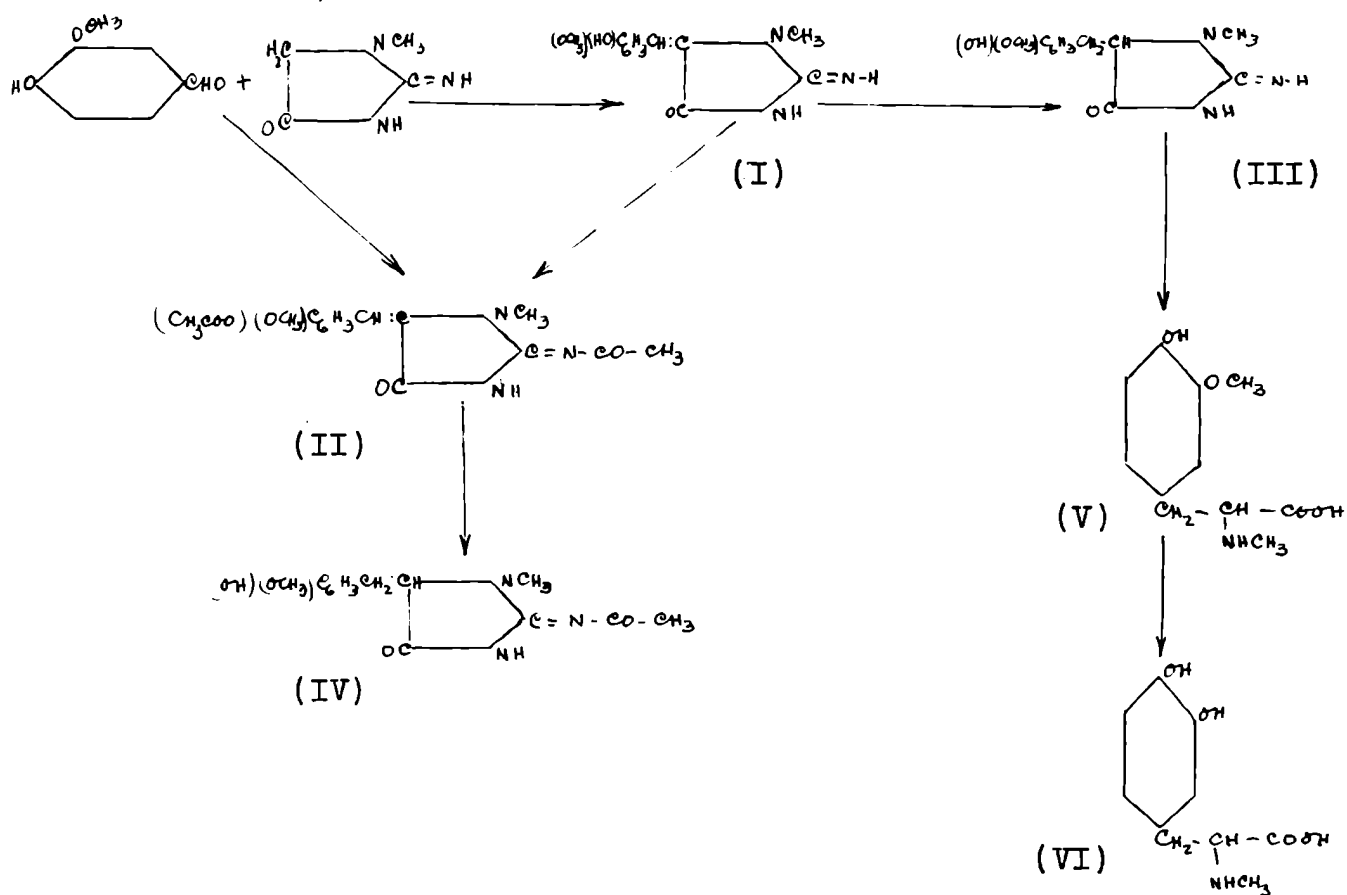 OCH3
HO
CHO
+
H2C
NCH3
C=NH
OC
NH
(OCH3)(HO)C6H3CH:C
NCH3
C=N-H
OC
NH
(I)
(OH)(OCH3)C6H3CH2-CH
NCH3
C=N-H
OC
NH
(III)
(CH3COO)(OCH3)C6H3CH:C
NCH3
C=N-CO-CH3
OC
NH
(II)
OH
OCH3
CH2-CH-COOH
NHCH3
(V)
OH)(OCH3)C6H3CH2CH
NCH3
C=N-CO-CH3
OC
NH
(IV)
OH
OH
CH2-CH-COOH
NHCH3
(VI)